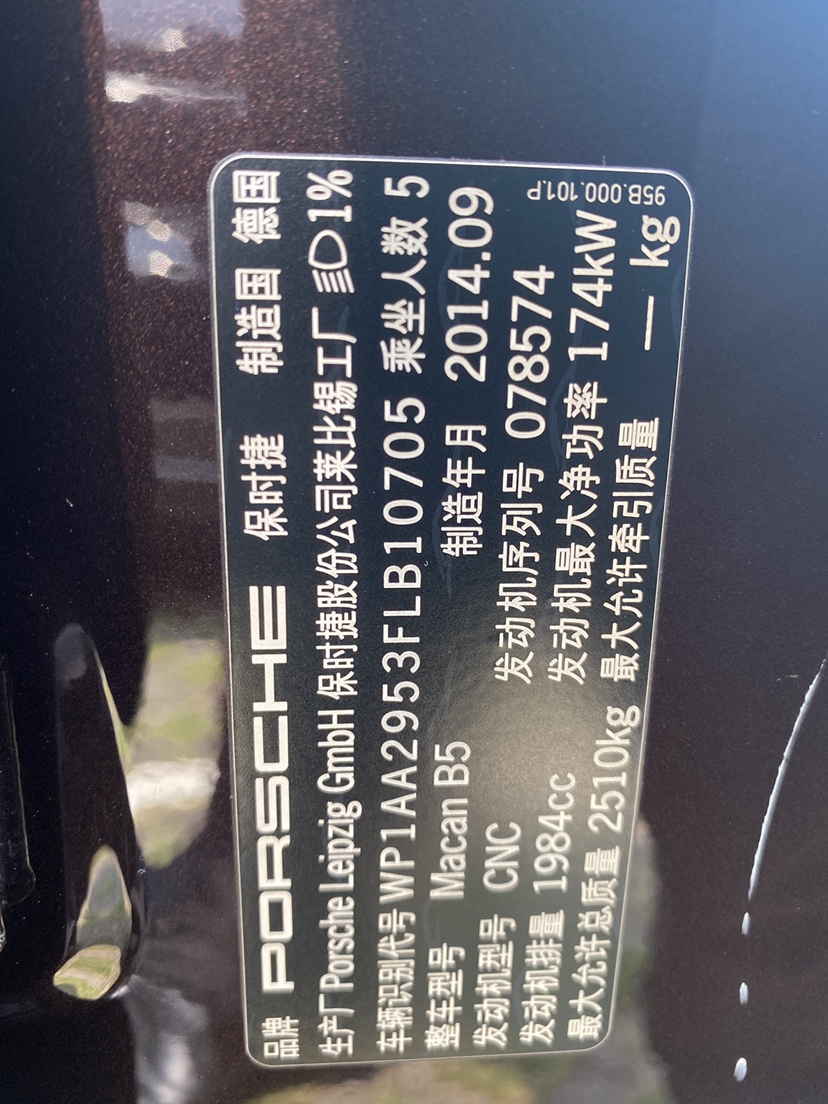 品牌 PORSCHE 保时捷 制造国 德国
生产厂 Porsche Leipzig GmbH 保时捷股份公司莱比锡工厂 1%
车辆识别代号 WP1AA2953FLB10705 乘坐人数 5
整车型号 Macan B5 制造年月 2014.09
发动机型号 CNC 发动机序列号 078574
发动机排量 1984cc 发动机最大净功率 174kW
最大允许总质量 2510kg 最大允许牵引质量 — kg
95B.000.101.P